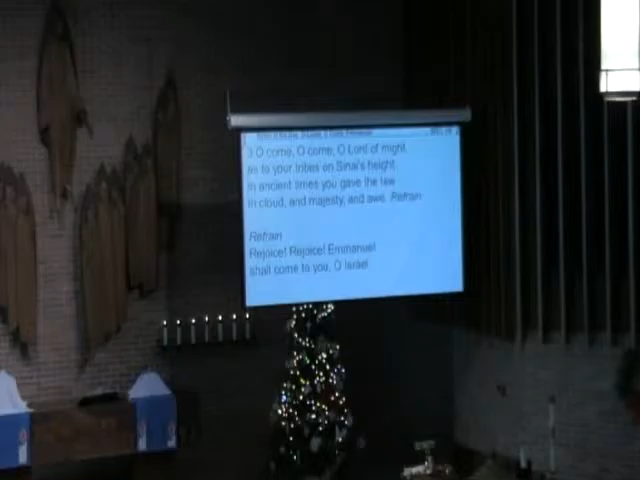 3 O come, O come, O Lord of might,
as to your tribes on Sinai's height
in ancient times you gave the law
in cloud, and majesty, and awe. Refrain
Refrain
Rejoice! Rejoice! Emmanuel
shall come to you, O Israel